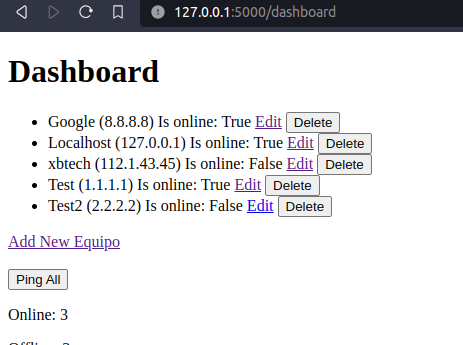 127.0.0.1:5000/dashboard
Dashboard
Google (8.8.8.8) Is online: True Edit Delete
Localhost (127.0.0.1) Is online: True Edit Delete
xbtech (112.1.43.45) Is online: False Edit Delete
Test (1.1.1.1) Is online: True Edit Delete
Test2 (2.2.2.2) Is online: False Edit Delete
Add New Equipo
Ping All
Online: 3